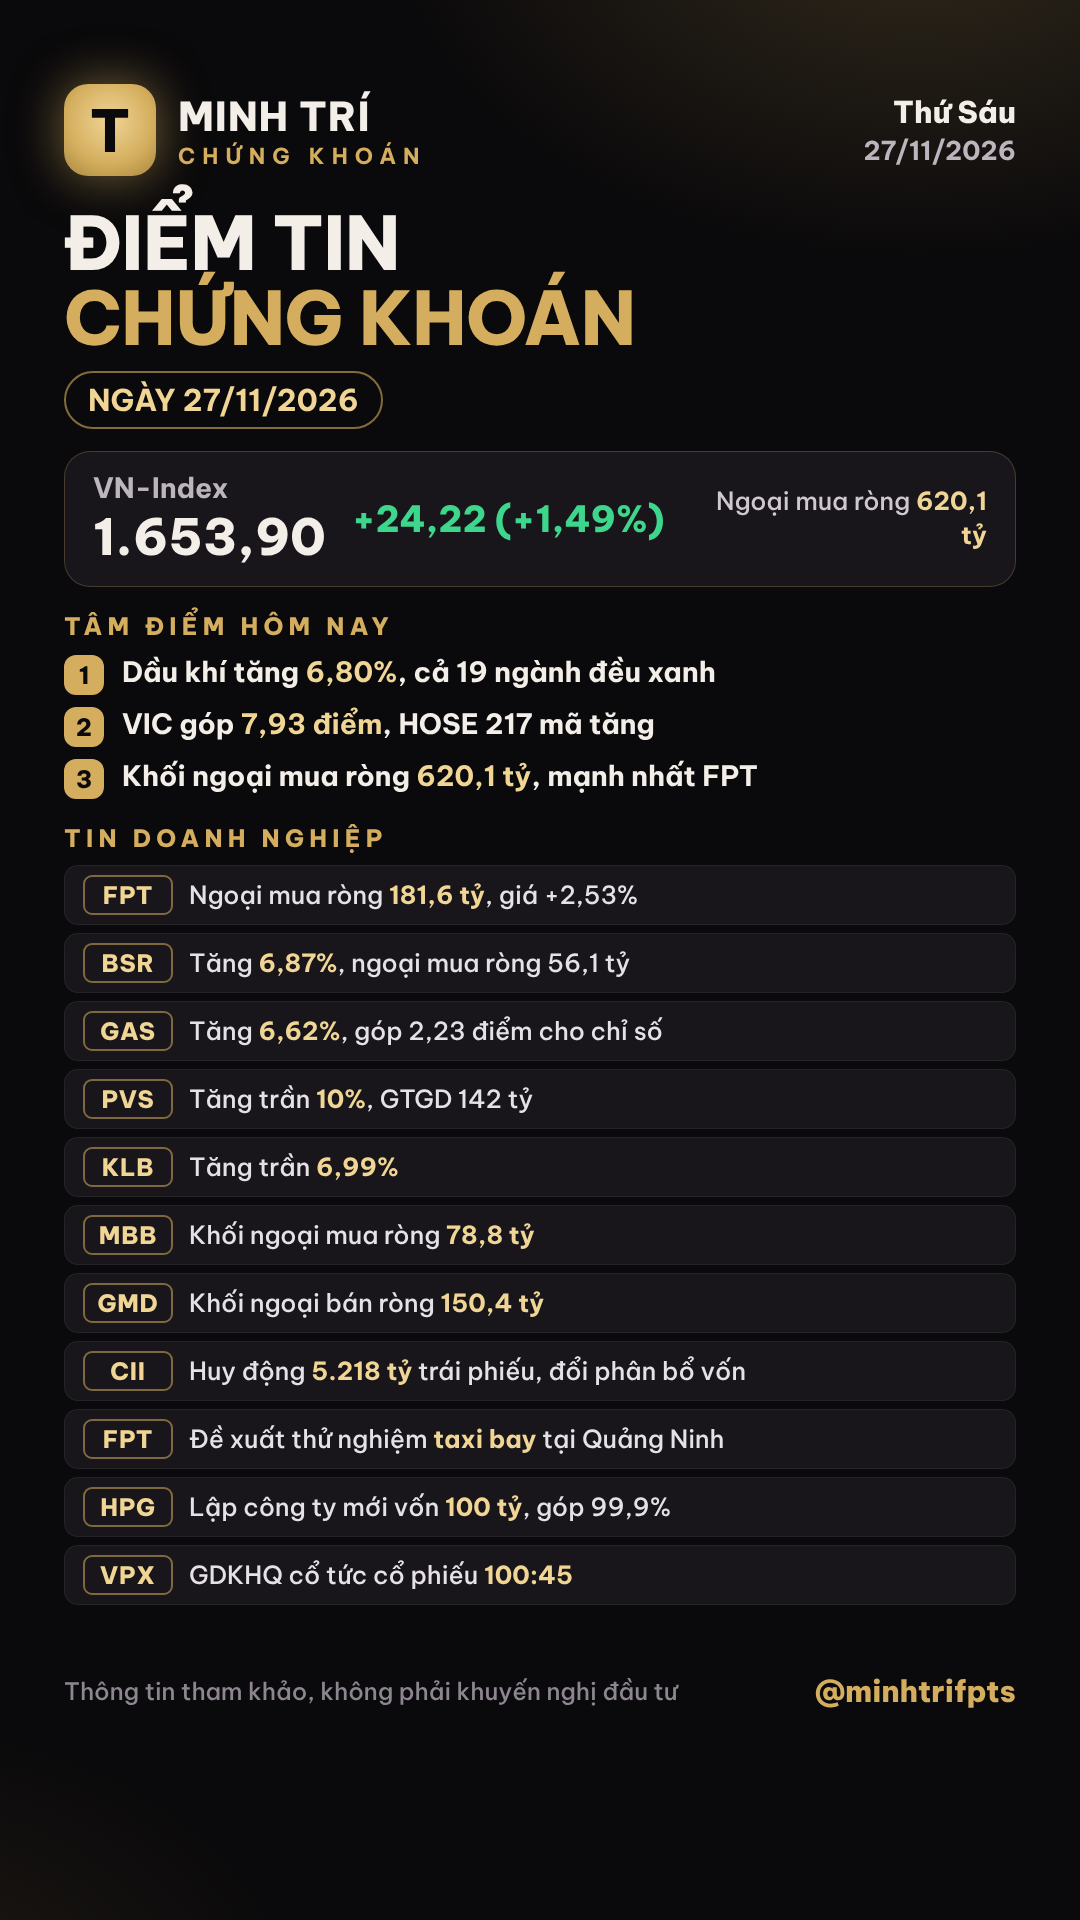 T
MINH TRÍ
CHỨNG KHOÁN
Thứ Sáu
27/11/2026
ĐIỂM TIN
CHỨNG KHOÁN
NGÀY 27/11/2026
VN-Index
1.653,90
+24,22 (+1,49%)
Ngoại mua ròng 620,1
tỷ
TÂM ĐIỂM HÔM NAY
1 Dầu khí tăng 6,80%, cả 19 ngành đều xanh
2 VIC góp 7,93 điểm, HOSE 217 mã tăng
3 Khối ngoại mua ròng 620,1 tỷ, mạnh nhất FPT
TIN DOANH NGHIỆP
FPT Ngoại mua ròng 181,6 tỷ, giá +2,53%
BSR Tăng 6,87%, ngoại mua ròng 56,1 tỷ
GAS Tăng 6,62%, góp 2,23 điểm cho chỉ số
PVS Tăng trần 10%, GTGD 142 tỷ
KLB Tăng trần 6,99%
MBB Khối ngoại mua ròng 78,8 tỷ
GMD Khối ngoại bán ròng 150,4 tỷ
CII Huy động 5.218 tỷ trái phiếu, đổi phân bổ vốn
FPT Đề xuất thử nghiệm taxi bay tại Quảng Ninh
HPG Lập công ty mới vốn 100 tỷ, góp 99,9%
VPX GDKHQ cổ tức cổ phiếu 100:45
Thông tin tham khảo, không phải khuyến nghị đầu tư
@minhtrifpts